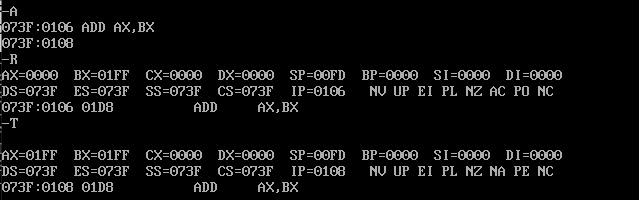 -A
073F:0106 ADD AX,BX
073F:0108
-R
AX=0000  BX=01FF  CX=0000  DX=0000  SP=00FD  BP=0000  SI=0000  DI=0000
DS=073F  ES=073F  SS=073F  CS=073F  IP=0106   NV UP EI PL NZ AC PO NC
073F:0106 01D8          ADD     AX,BX
-T
AX=01FF  BX=01FF  CX=0000  DX=0000  SP=00FD  BP=0000  SI=0000  DI=0000
DS=073F  ES=073F  SS=073F  CS=073F  IP=0108   NV UP EI PL NZ NA PE NC
073F:0108 01D8          ADD     AX,BX